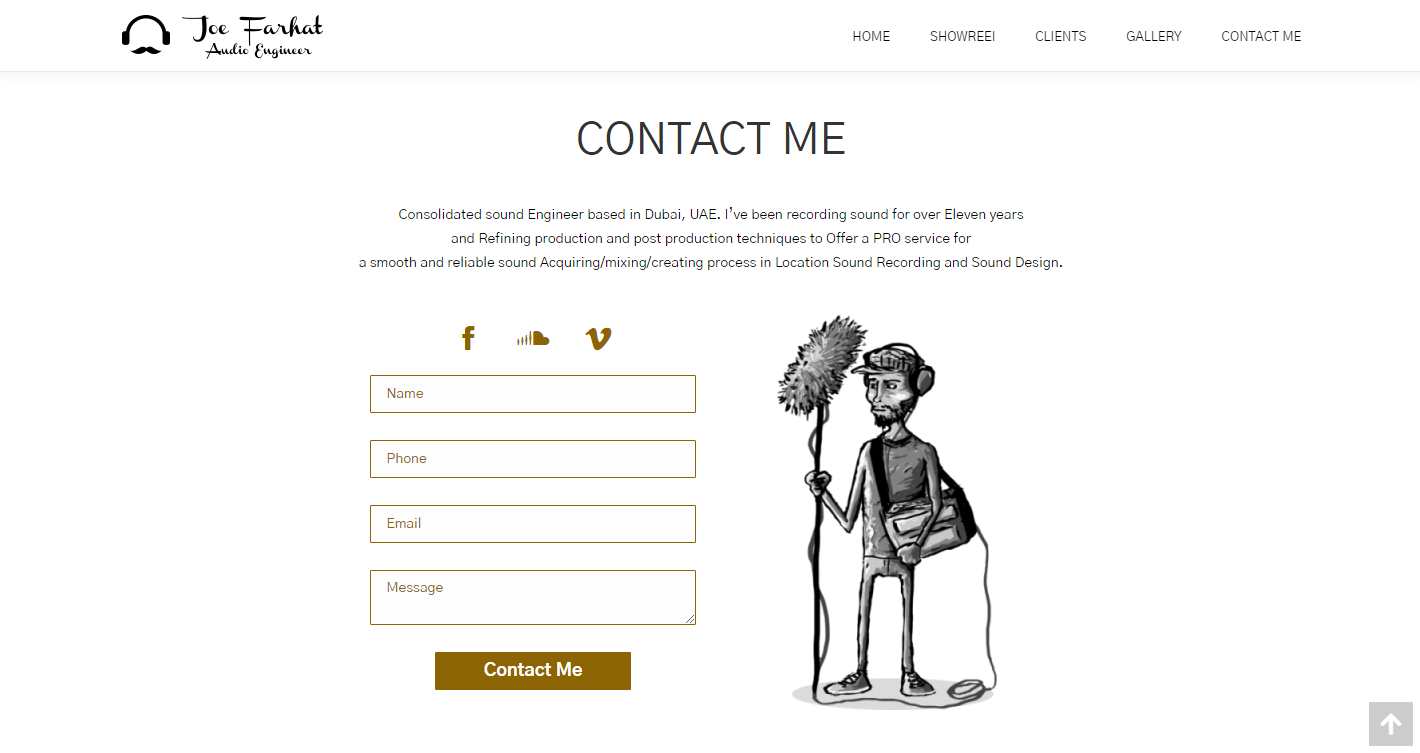 Joe Farhat
Audio Engineer
HOME SHOWREEl CLIENTS GALLERY CONTACT ME
CONTACT ME
Consolidated sound Engineer based in Dubai, UAE. I’ve been recording sound for over Eleven years
and Refining production and post production techniques to Offer a PRO service for
a smooth and reliable sound Acquiring/mixing/creating process in Location Sound Recording and Sound Design.
Name
Phone
Email
Message
Contact Me